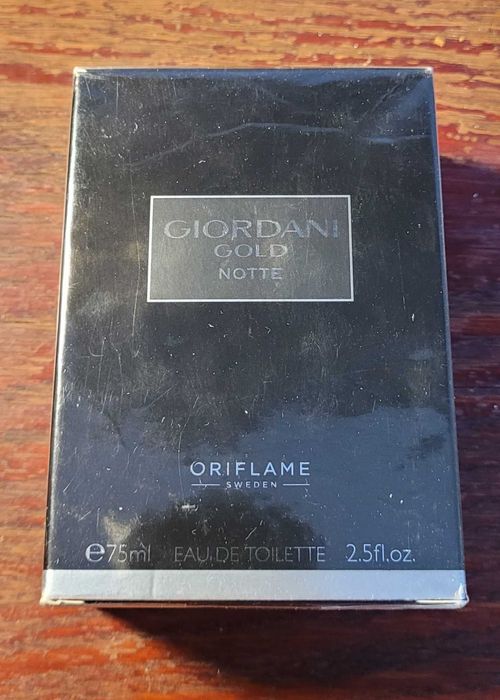 GIORDANI
GOLD
NOTTE
ORIFLAME
SWEDEN
℮75ml EAU DE TOILETTE 2.5fl.oz.